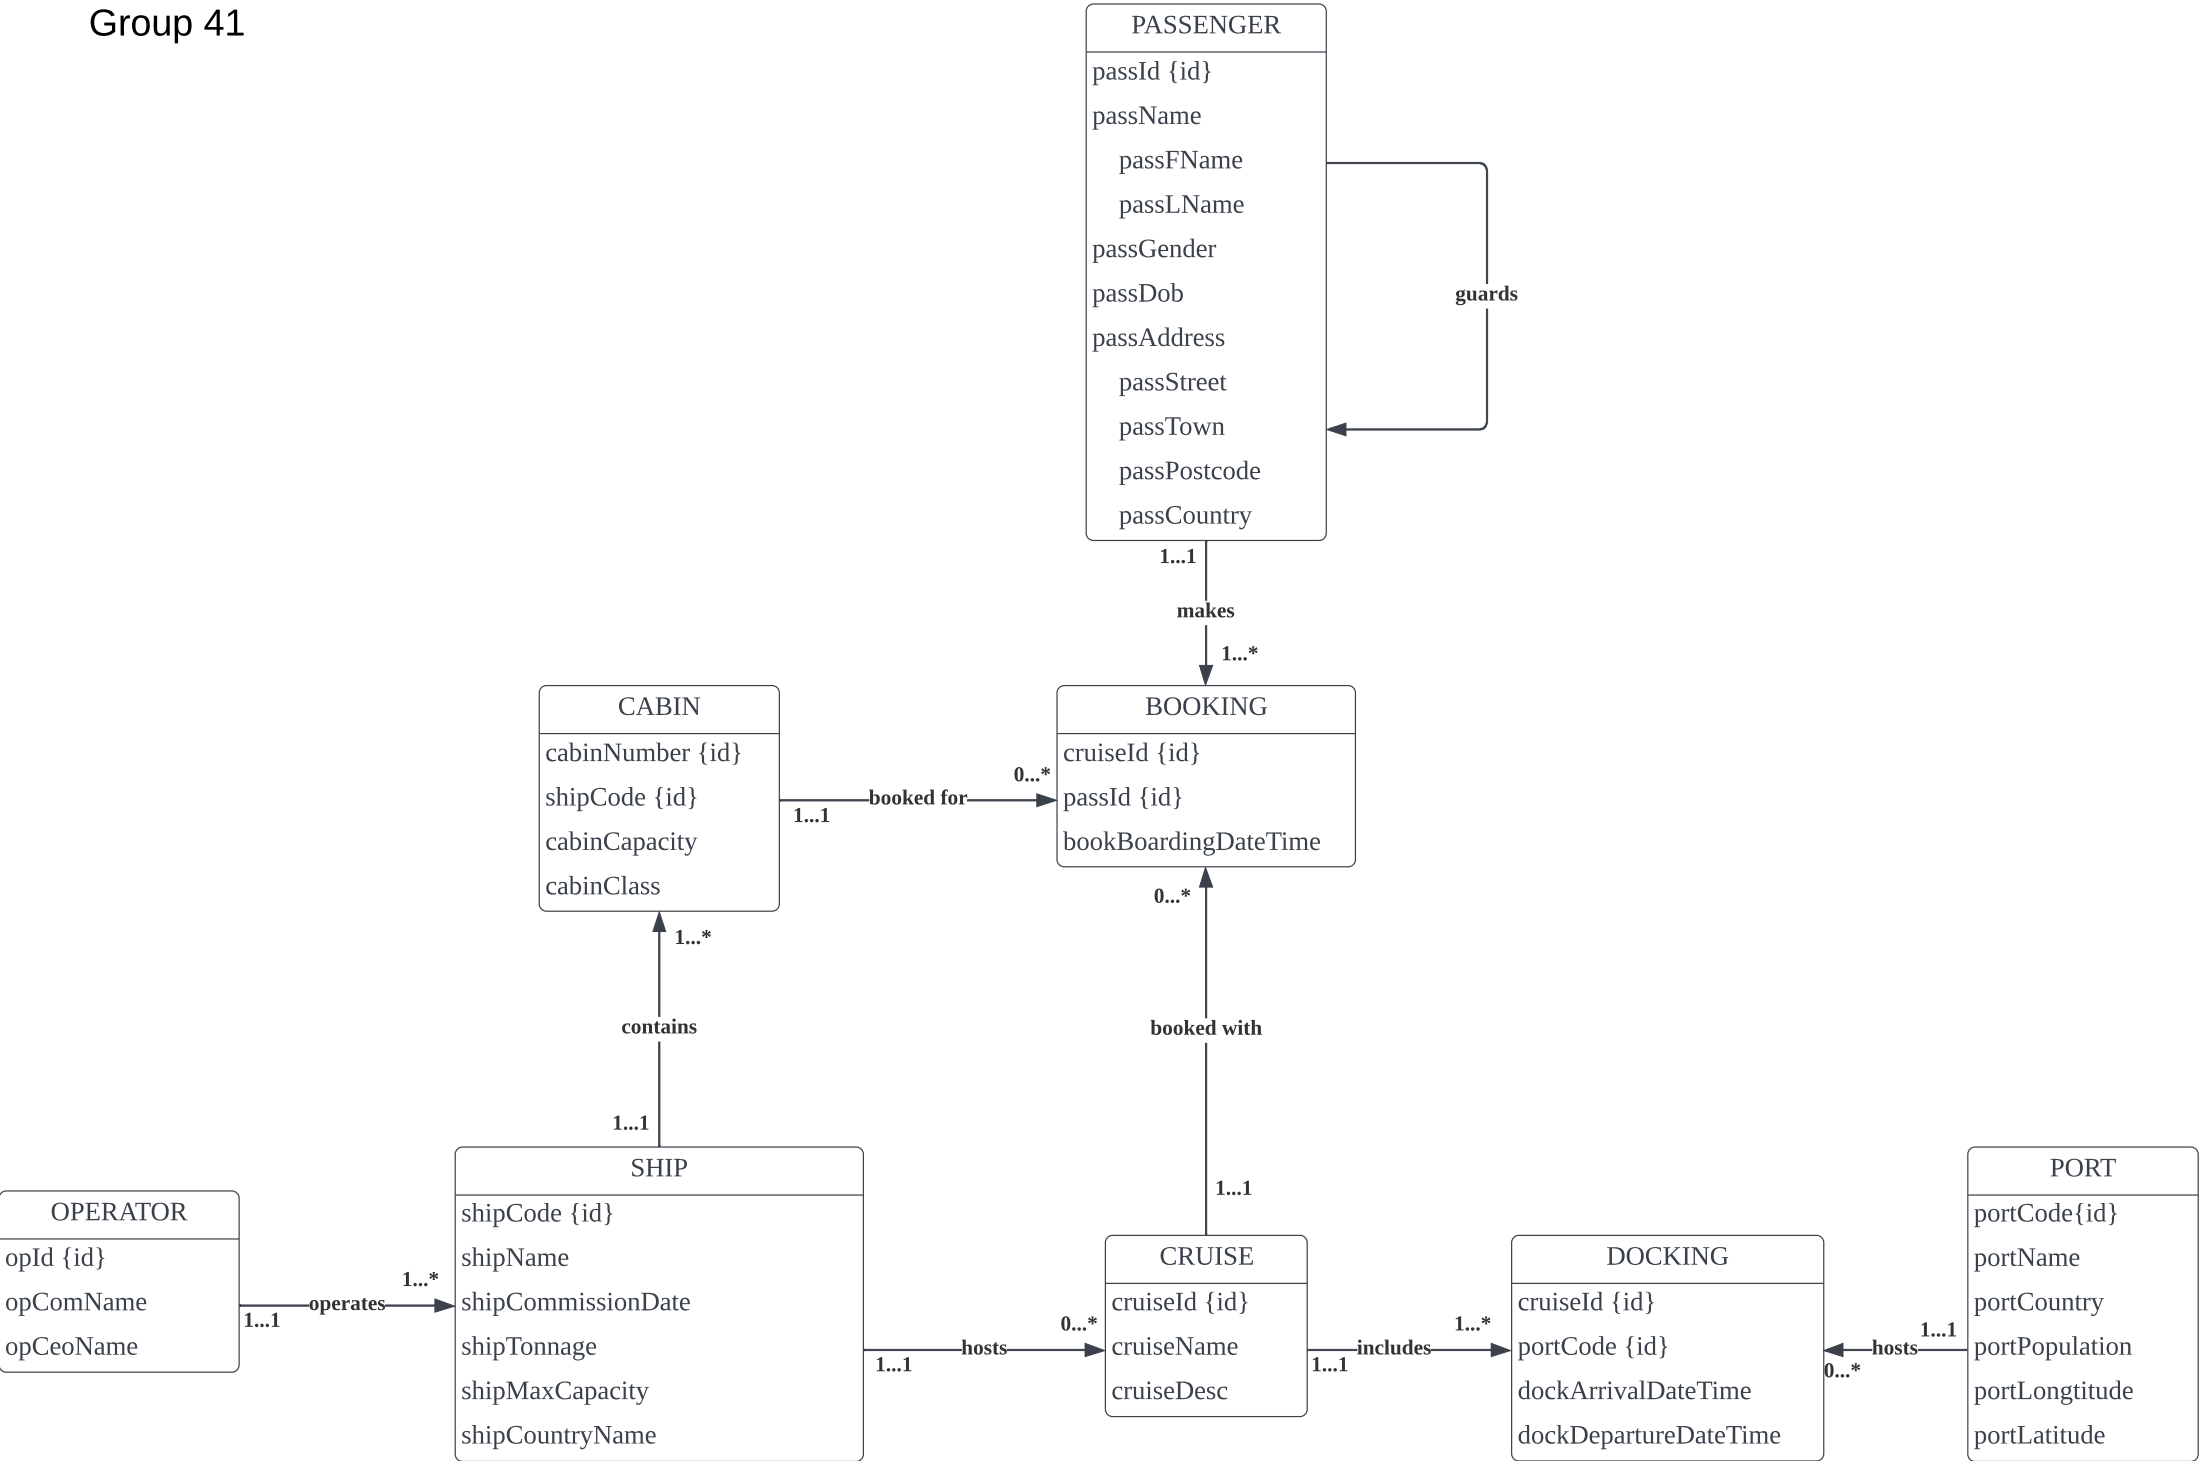 Group 41
PASSENGER
passId {id}
passName
passFName
passLName
passGender
passDob
passAddress
passStreet
passTown
passPostcode
passCountry
guards
1...1
makes
1...*
CABIN
cabinNumber {id}
shipCode {id}
cabinCapacity
cabinClass
0...*
booked for
1...1
BOOKING
cruiseId {id}
passId {id}
bookBoardingDateTime
1...*
contains
1...1
0...*
booked with
1...1
OPERATOR
opId {id}
opComName
opCeoName
1...*
operates
1...1
SHIP
shipCode {id}
shipName
shipCommissionDate
shipTonnage
shipMaxCapacity
shipCountryName
0...*
hosts
1...1
CRUISE
cruiseId {id}
cruiseName
cruiseDesc
1...*
includes
1...1
DOCKING
cruiseId {id}
portCode {id}
dockArrivalDateTime
dockDepartureDateTime
1...1
hosts
0...*
PORT
portCode{id}
portName
portCountry
portPopulation
portLongtitude
portLatitude